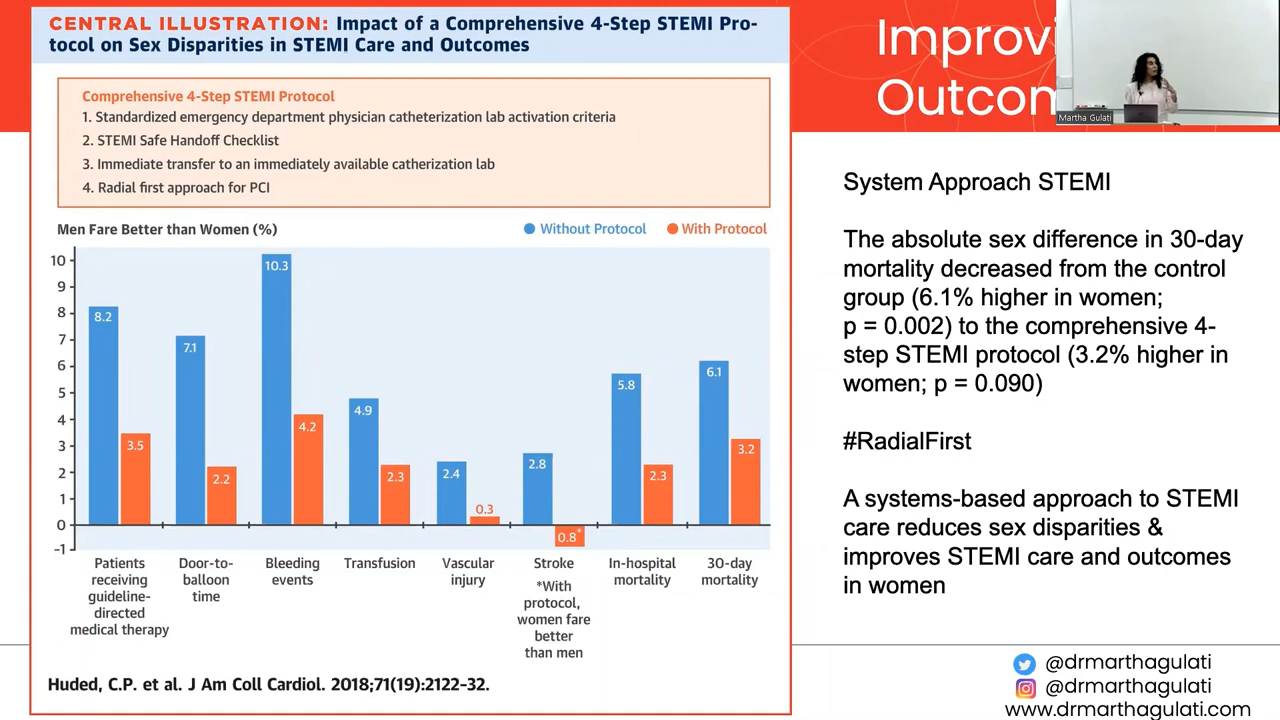 CENTRAL ILLUSTRATION: Impact of a Comprehensive 4-Step STEMI Pro-
tocol on Sex Disparities in STEMI Care and Outcomes
Comprehensive 4-Step STEMI Protocol
1. Standardized emergency department physician catheterization lab activation criteria
2. STEMI Safe Handoff Checklist
3. Immediate transfer to an immediately available catherization lab
4. Radial first approach for PCI
Men Fare Better than Women (%)
Without Protocol
With Protocol
10
9
8
7
6
5
4
3
2
1
0
-1
8.2
3.5
7.1
2.2
10.3
4.2
4.9
2.3
2.4
0.3
2.8
0.8*
5.8
2.3
6.1
3.2
Patients
receiving
guideline-
directed
medical therapy
Door-to-
balloon
time
Bleeding
events
Transfusion
Vascular
injury
Stroke
*With
protocol,
women fare
better
than men
In-hospital
mortality
30-day
mortality
Huded, C.P. et al. J Am Coll Cardiol. 2018;71(19):2122-32.
Improvi
Outcom
Martha Gulati
System Approach STEMI
The absolute sex difference in 30-day
mortality decreased from the control
group (6.1% higher in women;
p = 0.002) to the comprehensive 4-
step STEMI protocol (3.2% higher in
women; p = 0.090)
#RadialFirst
A systems-based approach to STEMI
care reduces sex disparities &
improves STEMI care and outcomes
in women
@drmarthagulati
@drmarthagulati
www.drmarthagulati.com